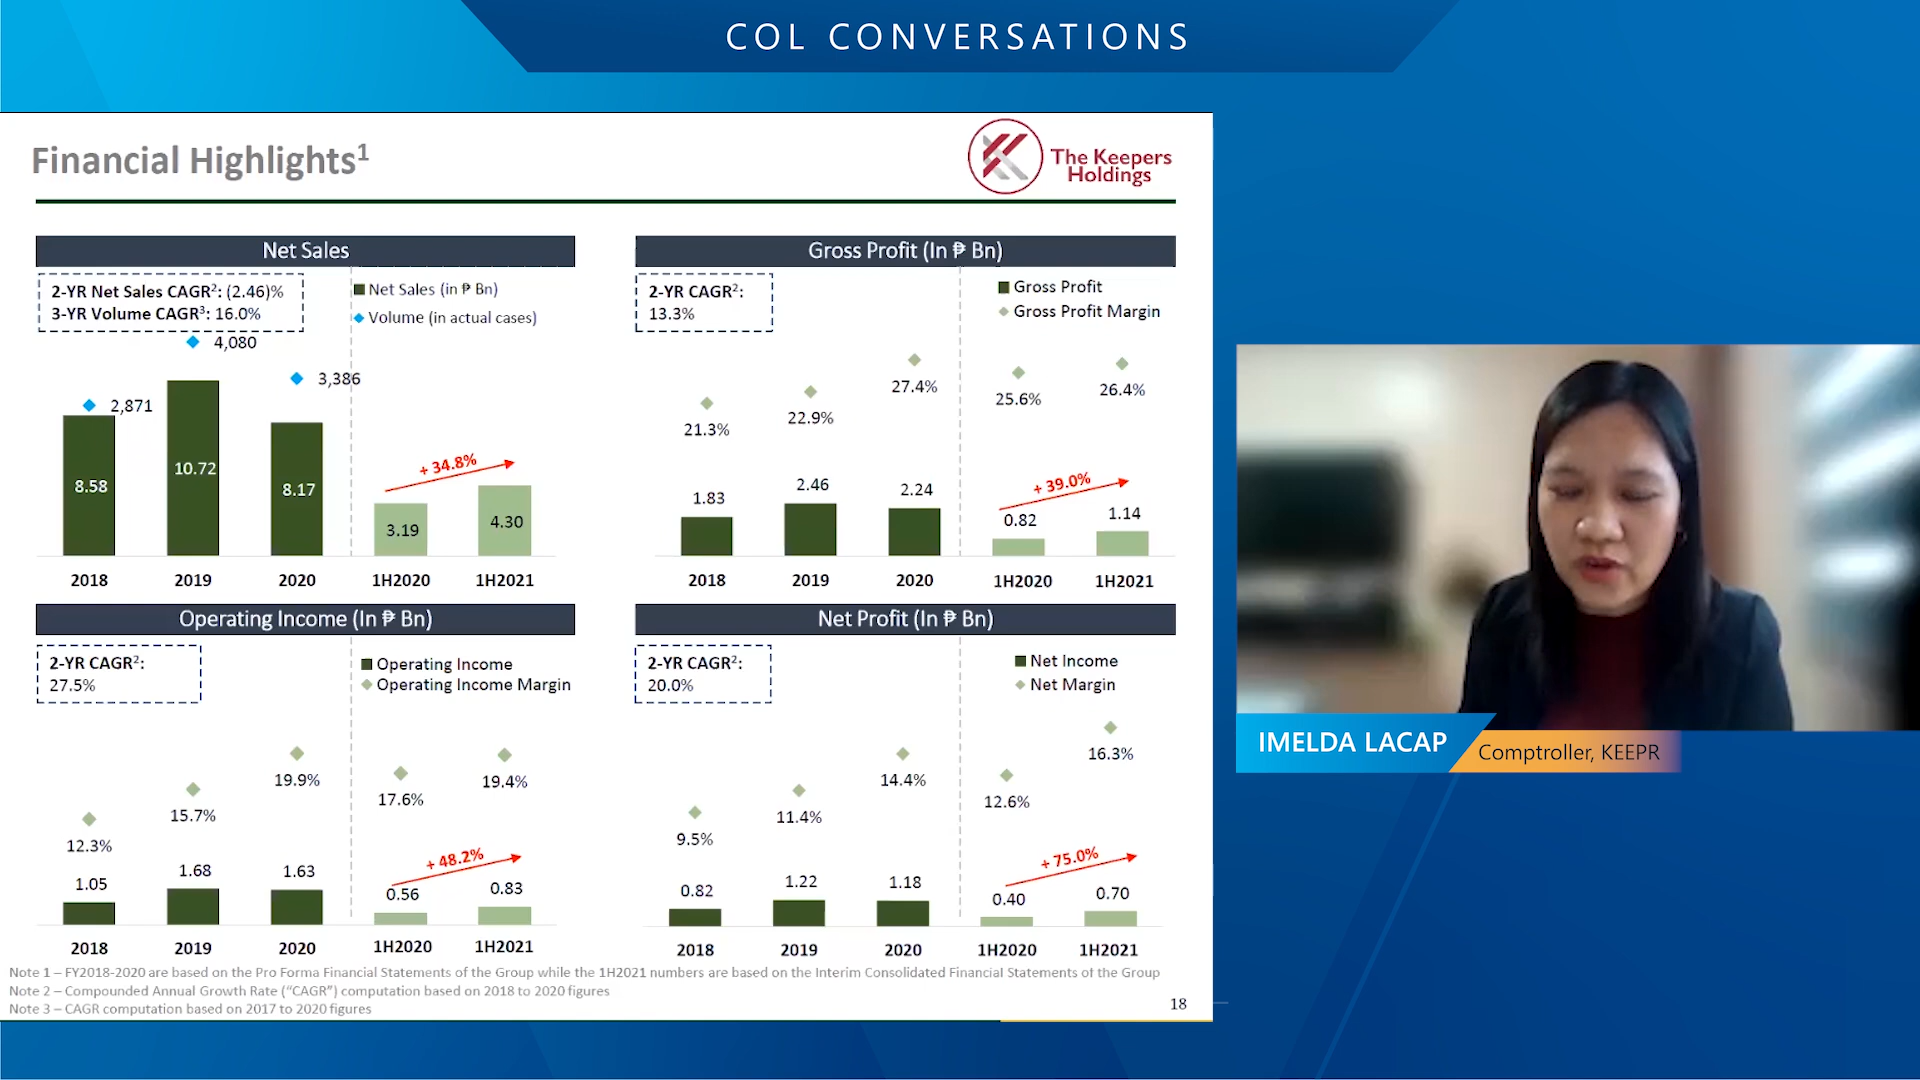 COL CONVERSATIONS
Financial Highlights¹
The Keepers
Holdings
Net Sales
2-YR Net Sales CAGR²: (2.46)%
3-YR Volume CAGR³: 16.0%
Net Sales (in ₱ Bn)
Volume (in actual cases)
4,080
3,386
2,871
10.72
8.58
8.17
+ 34.8%
3.19
4.30
2018 2019 2020 1H2020 1H2021
Gross Profit (In ₱ Bn)
2-YR CAGR²:
13.3%
Gross Profit
Gross Profit Margin
21.3% 22.9% 27.4% 25.6% 26.4%
+ 39.0%
1.83 2.46 2.24 0.82 1.14
2018 2019 2020 1H2020 1H2021
Operating Income (In ₱ Bn)
2-YR CAGR²:
27.5%
Operating Income
Operating Income Margin
12.3% 15.7% 19.9% 17.6% 19.4%
+ 48.2%
1.05 1.68 1.63 0.56 0.83
2018 2019 2020 1H2020 1H2021
Net Profit (In ₱ Bn)
2-YR CAGR²:
20.0%
Net Income
Net Margin
9.5% 11.4% 14.4% 12.6% 16.3%
+ 75.0%
0.82 1.22 1.18 0.40 0.70
2018 2019 2020 1H2020 1H2021
Note 1 – FY2018-2020 are based on the Pro Forma Financial Statements of the Group while the 1H2021 numbers are based on the Interim Consolidated Financial Statements of the Group
Note 2 – Compounded Annual Growth Rate (“CAGR”) computation based on 2018 to 2020 figures
Note 3 – CAGR computation based on 2017 to 2020 figures
18
IMELDA LACAP
Comptroller, KEEPR